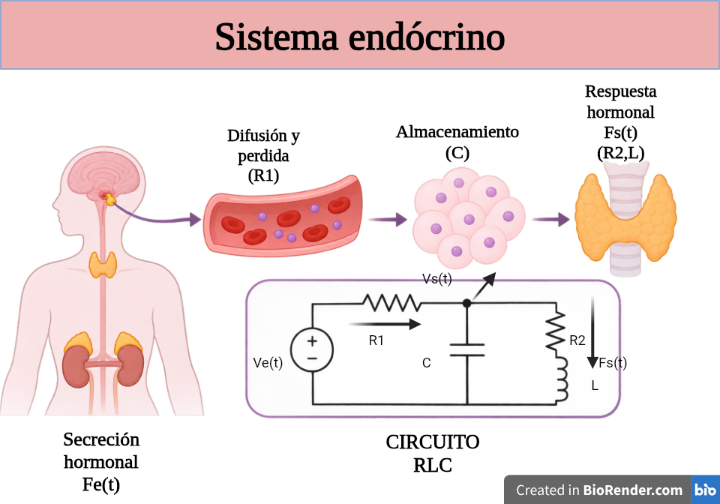 Sistema endócrino
Respuesta
hormonal
Fs(t)
(R2,L)
Difusión y
perdida
(R1)
Almacenamiento
(C)
Vs(t)
R1
R2
Ve(t)
C
Fs(t)
L
Secreción
hormonal
Fe(t)
CIRCUITO
RLC
Created in BioRender.com bio